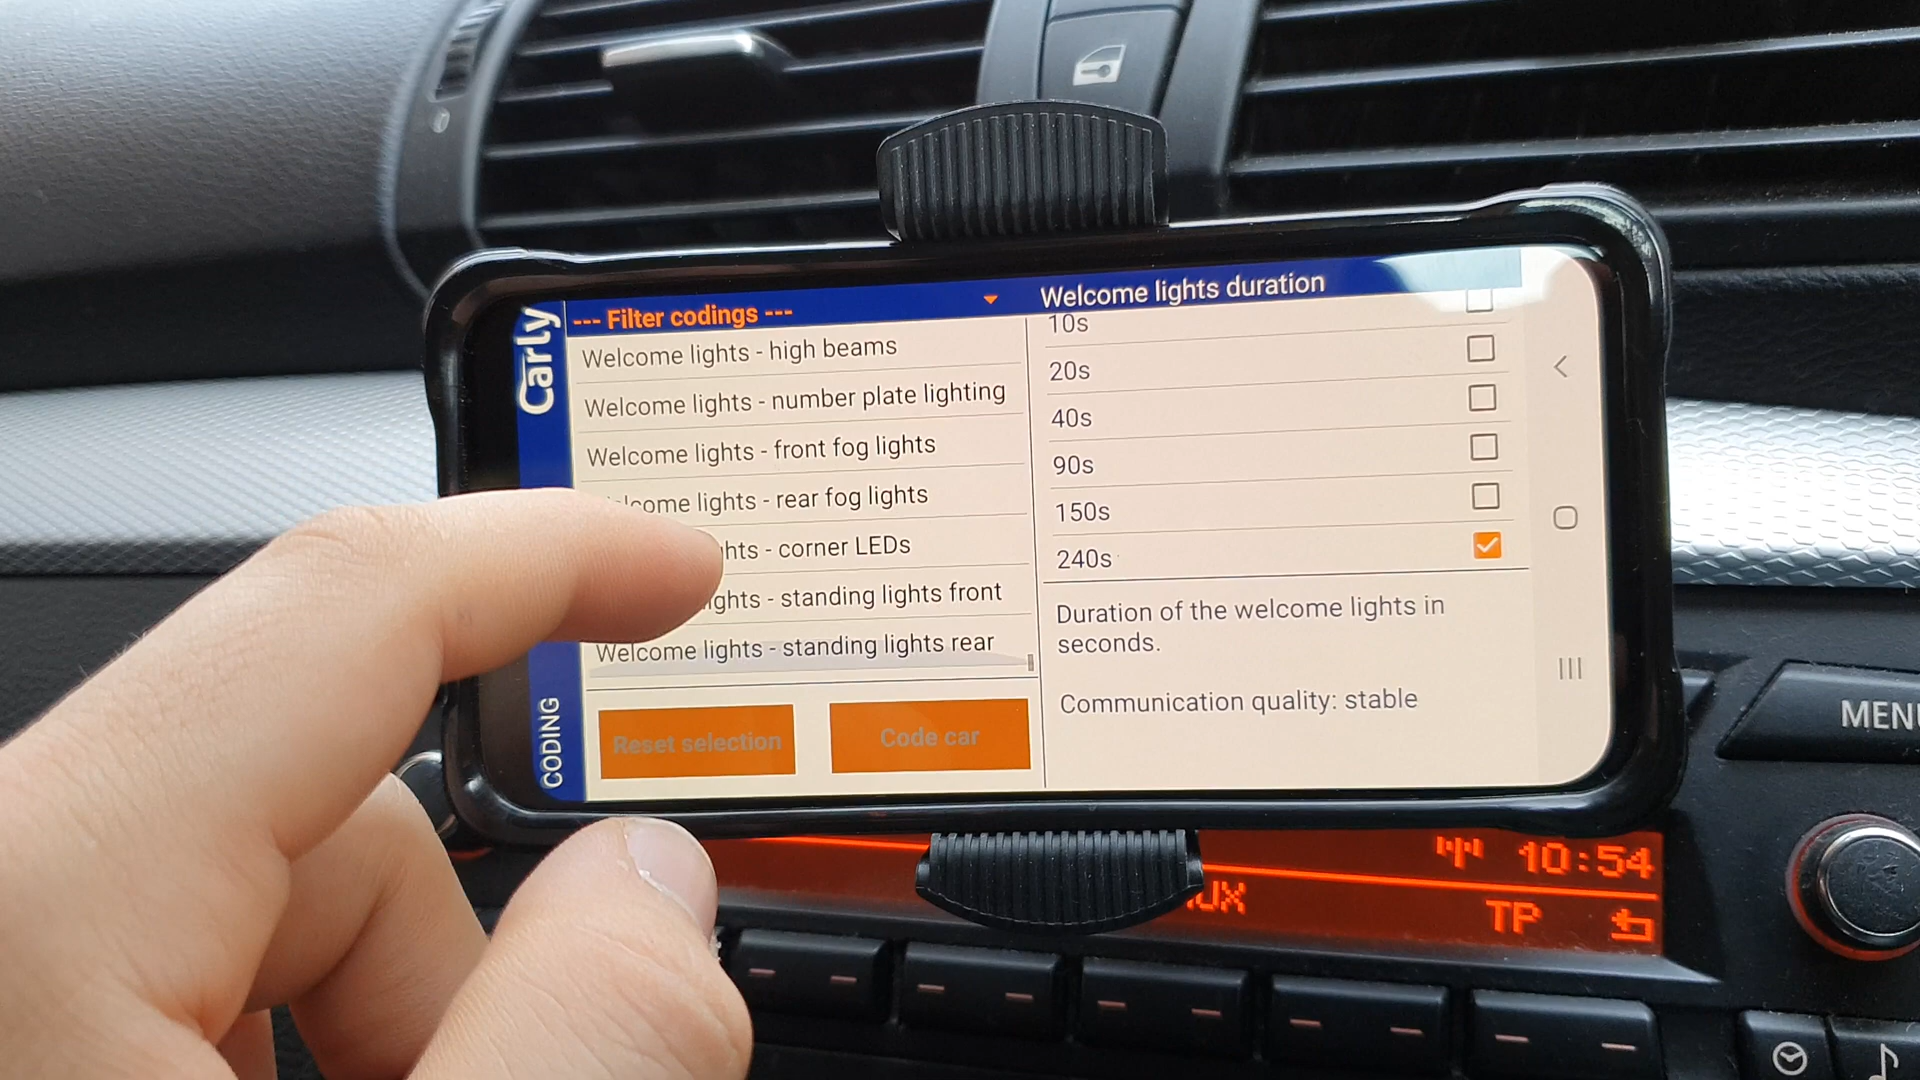 Carly
CODING
--- Filter codings ---
Welcome lights - high beams
Welcome lights - number plate lighting
Welcome lights - front fog lights
lcome lights - rear fog lights
hts - corner LEDs
ghts - standing lights front
Welcome lights - standing lights rear
Reset selection
Code car
Welcome lights duration
10s
20s
40s
90s
150s
240s
Duration of the welcome lights in
seconds.
Communication quality: stable
MENU
10:54
UX
TP